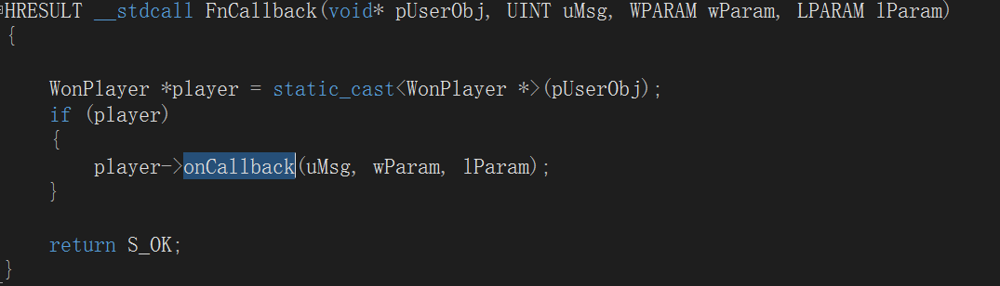 HRESULT __stdcall FnCallback(void* pUserObj, UINT uMsg, WPARAM wParam, LPARAM lParam)
{
WonPlayer *player = static_cast<WonPlayer *>(pUserObj);
if (player)
{
player->onCallback(uMsg, wParam, lParam);
}
return S_OK;
}